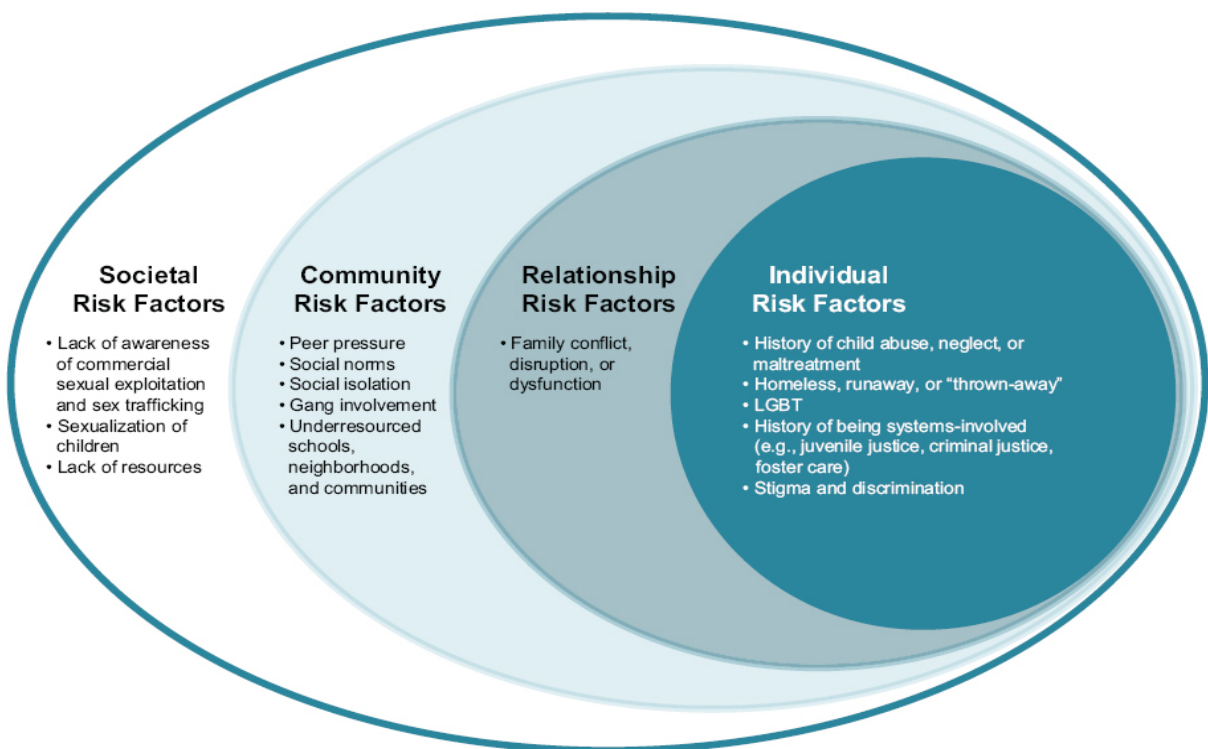 Societal
Risk Factors
• Lack of awareness
of commercial
sexual exploitation
and sex trafficking
• Sexualization of
children
• Lack of resources
Community
Risk Factors
• Peer pressure
• Social norms
• Social isolation
• Gang involvement
• Underresourced
schools,
neighborhoods,
and communities
Relationship
Risk Factors
• Family conflict,
disruption, or
dysfunction
Individual
Risk Factors
• History of child abuse, neglect, or
maltreatment
• Homeless, runaway, or “thrown-away”
• LGBT
• History of being systems-involved
(e.g., juvenile justice, criminal justice,
foster care)
• Stigma and discrimination